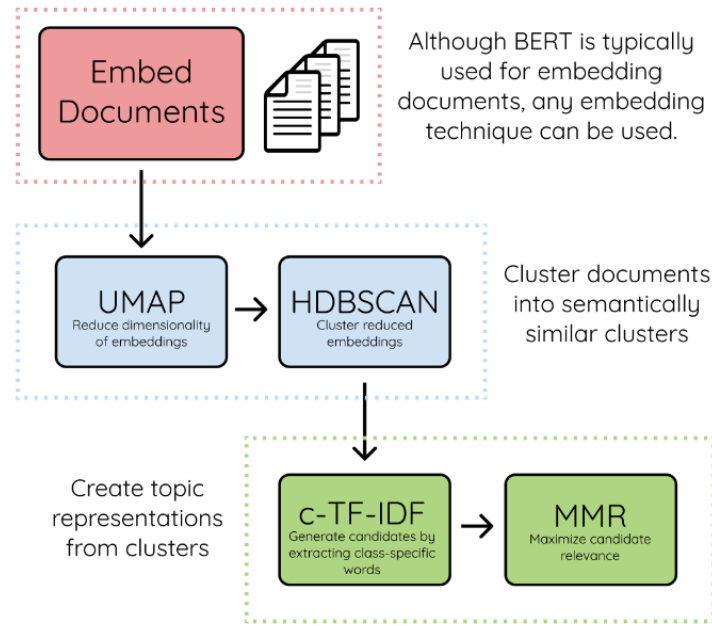 Embed
Documents
Although BERT is typically
used for embedding
documents, any embedding
technique can be used.
UMAP
Reduce dimensionality
of embeddings
HDBSCAN
Cluster reduced
embeddings
Cluster documents
into semantically
similar clusters
Create topic
representations
from clusters
c-TF-IDF
Generate candidates by
extracting class-specific
words
MMR
Maximize candidate
relevance